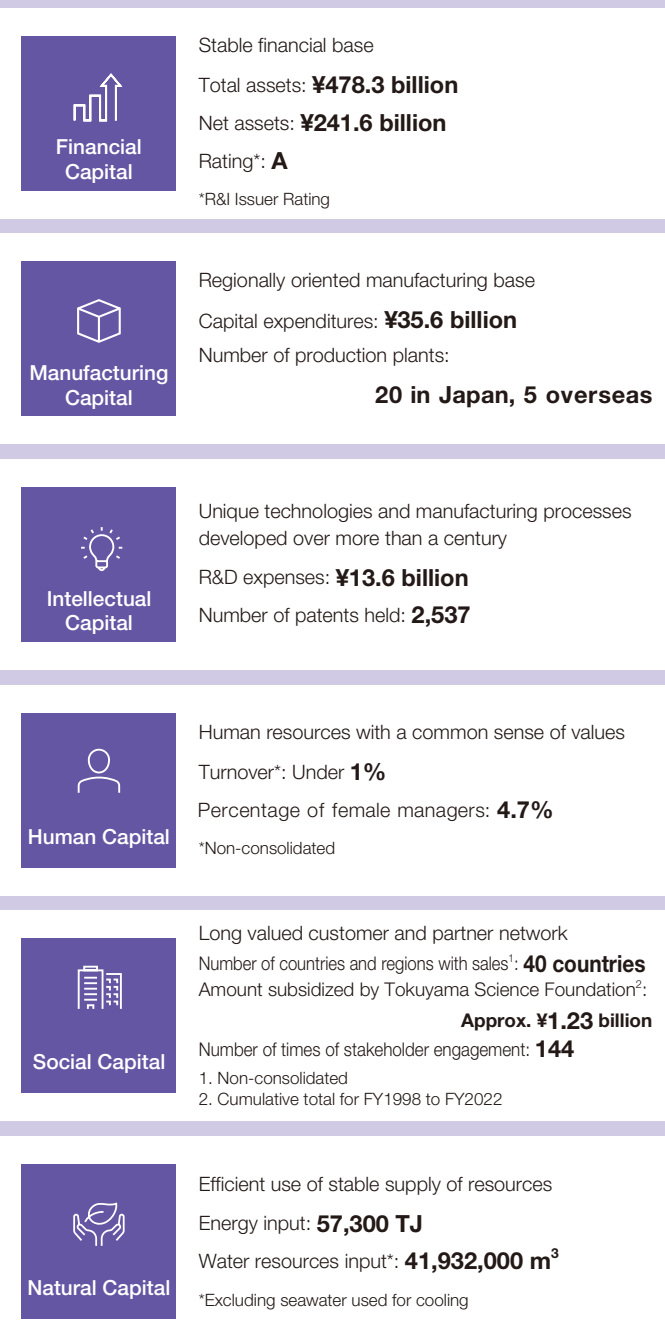 Financial
Capital
Stable financial base
Total assets: ¥478.3 billion
Net assets: ¥241.6 billion
Rating*: A
*R&I Issuer Rating
Manufacturing
Capital
Regionally oriented manufacturing base
Capital expenditures: ¥35.6 billion
Number of production plants:
20 in Japan, 5 overseas
Intellectual
Capital
Unique technologies and manufacturing processes
developed over more than a century
R&D expenses: ¥13.6 billion
Number of patents held: 2,537
Human Capital
Human resources with a common sense of values
Turnover*: Under 1%
Percentage of female managers: 4.7%
*Non-consolidated
Social Capital
Long valued customer and partner network
Number of countries and regions with sales¹: 40 countries
Amount subsidized by Tokuyama Science Foundation²:
Approx. ¥1.23 billion
Number of times of stakeholder engagement: 144
1. Non-consolidated
2. Cumulative total for FY1998 to FY2022
Natural Capital
Efficient use of stable supply of resources
Energy input: 57,300 TJ
Water resources input*: 41,932,000 m³
*Excluding seawater used for cooling